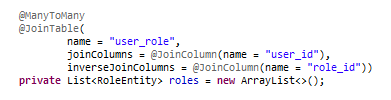 @ManyToMany
@JoinTable(
name = "user_role",
joinColumns = @JoinColumn(name = "user_id"),
inverseJoinColumns = @JoinColumn(name = "role_id"))
private List<RoleEntity> roles = new ArrayList<>();